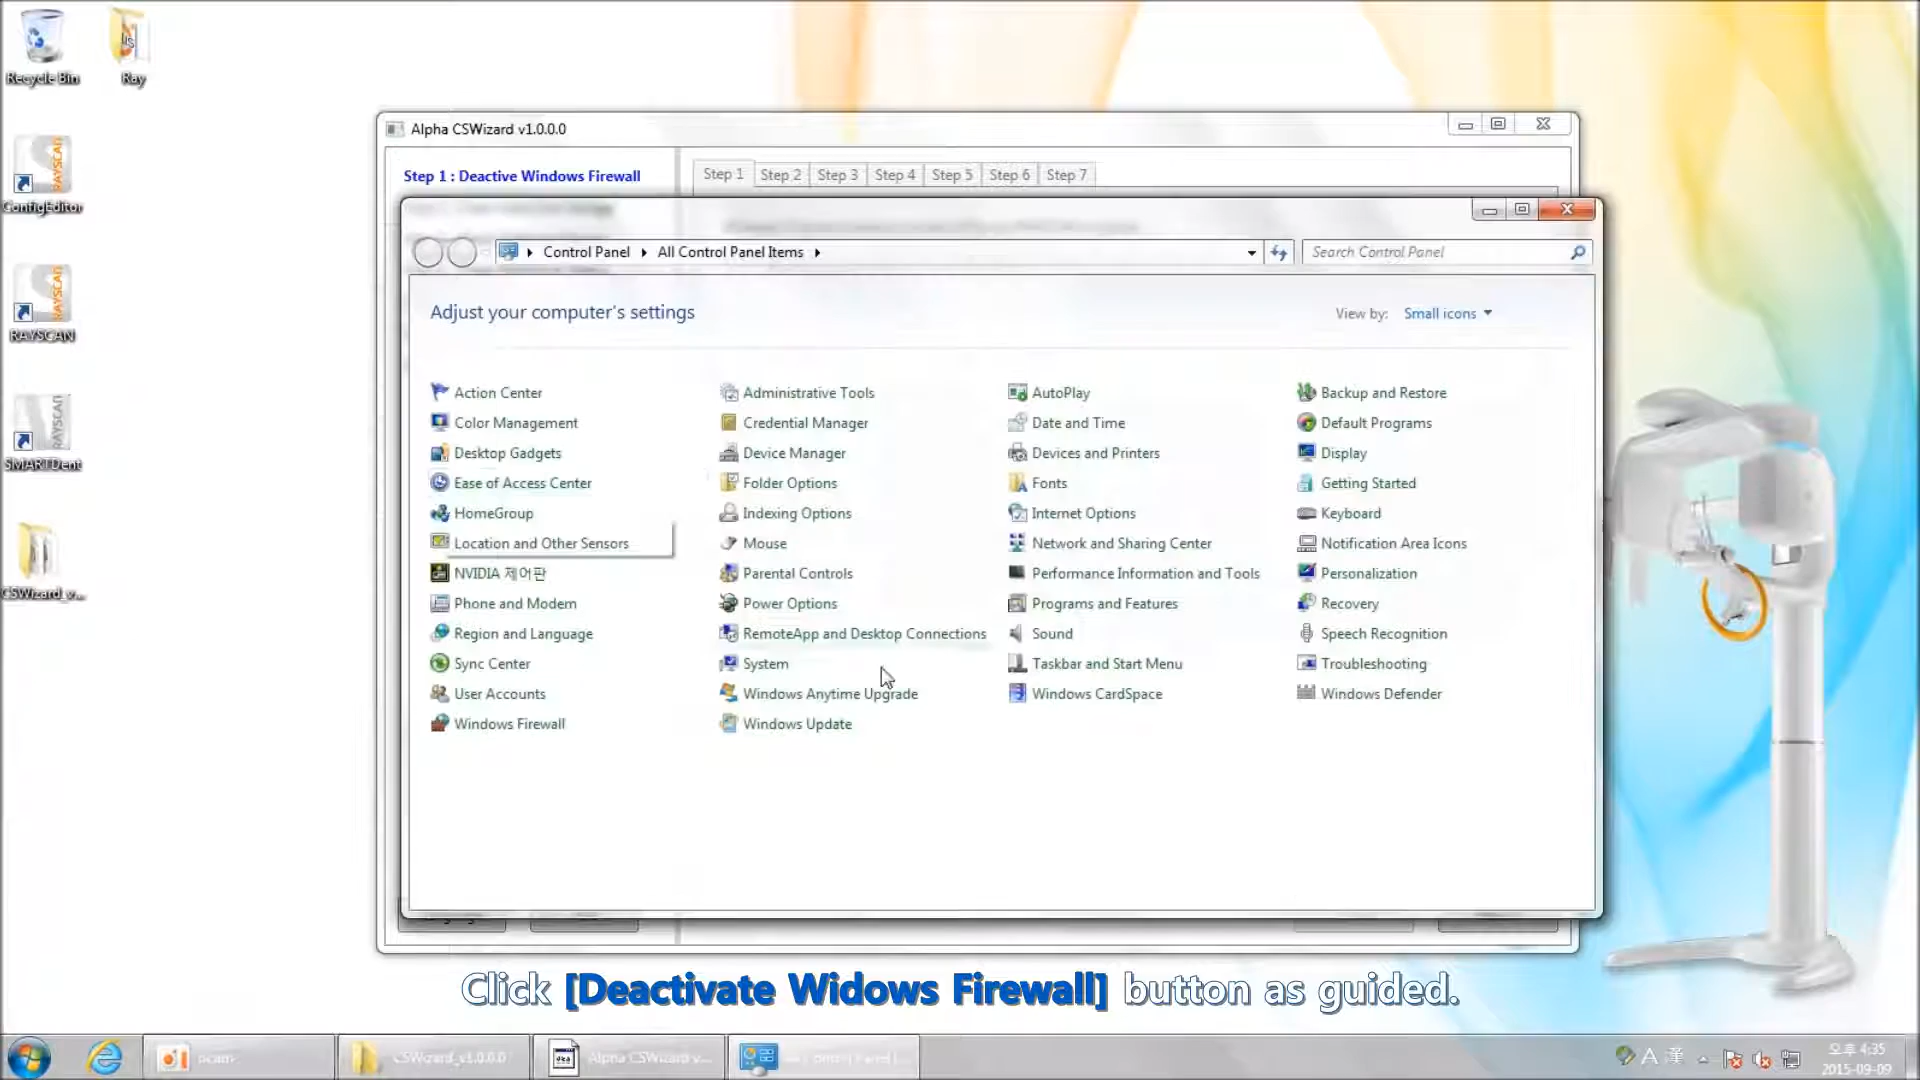 Recycle Bin
Ray
ConfigEditor
RAYSCAN
SMARTDent
CSWizard_v...
Alpha CSWizard v1.0.0.0
Step 1 : Deactive Windows Firewall
Step 1 Step 2 Step 3 Step 4 Step 5 Step 6 Step 7
Control Panel All Control Panel Items
Search Control Panel
Adjust your computer's settings
View by: Small icons
Action Center
Administrative Tools
AutoPlay
Backup and Restore
Color Management
Credential Manager
Date and Time
Default Programs
Desktop Gadgets
Device Manager
Devices and Printers
Display
Ease of Access Center
Folder Options
Fonts
Getting Started
HomeGroup
Indexing Options
Internet Options
Keyboard
Location and Other Sensors
Mouse
Network and Sharing Center
Notification Area Icons
NVIDIA 제어판
Parental Controls
Performance Information and Tools
Personalization
Phone and Modem
Power Options
Programs and Features
Recovery
Region and Language
RemoteApp and Desktop Connections
Sound
Speech Recognition
Sync Center
System
Taskbar and Start Menu
Troubleshooting
User Accounts
Windows Anytime Upgrade
Windows CardSpace
Windows Defender
Windows Firewall
Windows Update
Click [Deactivate Widows Firewall] button as guided.
ocam
CSWizard_v1.0.0.0
Alpha CSWizard v...
A 漢
오후 4:35
2015-09-09